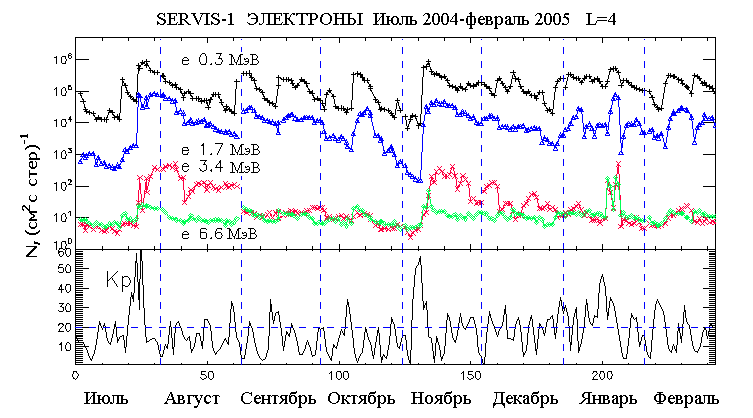 SERVIS-1 ЭЛЕКТРОНЫ Июль 2004-февраль 2005 L=4
10⁶
e 0.3 МэВ
10⁵
10⁴
e 1.7 МэВ
10³
e 3.4 МэВ
10²
10¹
e 6.6 МэВ
10⁰
N, (см² с стер)⁻¹
60
50
Kp
40
30
20
10
0 50 100 150 200
Июль Август Сентябрь Октябрь Ноябрь Декабрь Январь Февраль